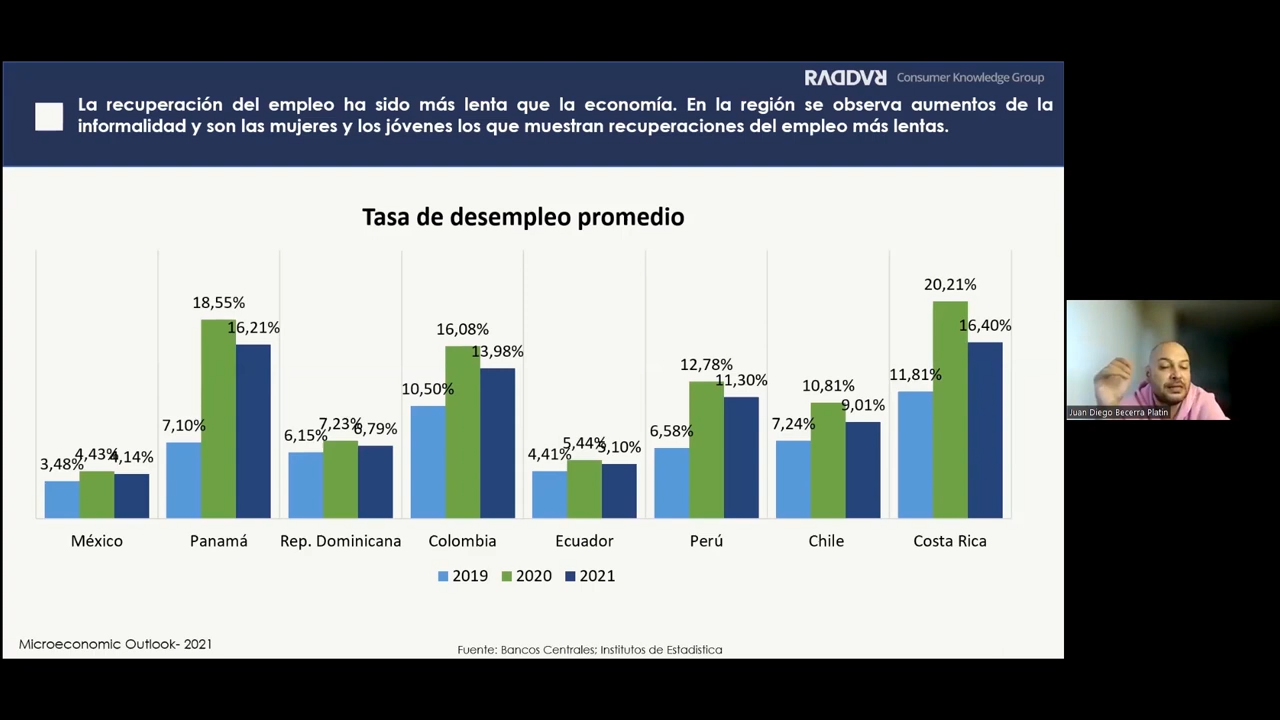 RADDAR Consumer Knowledge Group
La recuperación del empleo ha sido más lenta que la economía. En la región se observa aumentos de la
informalidad y son las mujeres y los jóvenes los que muestran recuperaciones del empleo más lentas.
Tasa de desempleo promedio
3,48% 4,43% 4,14%
7,10% 18,55% 16,21%
6,15% 7,23% 6,79%
10,50% 16,08% 13,98%
4,41% 5,44% 5,10%
6,58% 12,78% 11,30%
7,24% 10,81% 9,01%
11,81% 20,21% 16,40%
México Panamá Rep. Dominicana Colombia Ecuador Perú Chile Costa Rica
2019 2020 2021
Microeconomic Outlook- 2021
Fuente: Bancos Centrales; Institutos de Estadistica
Juan Diego Becerra Platin